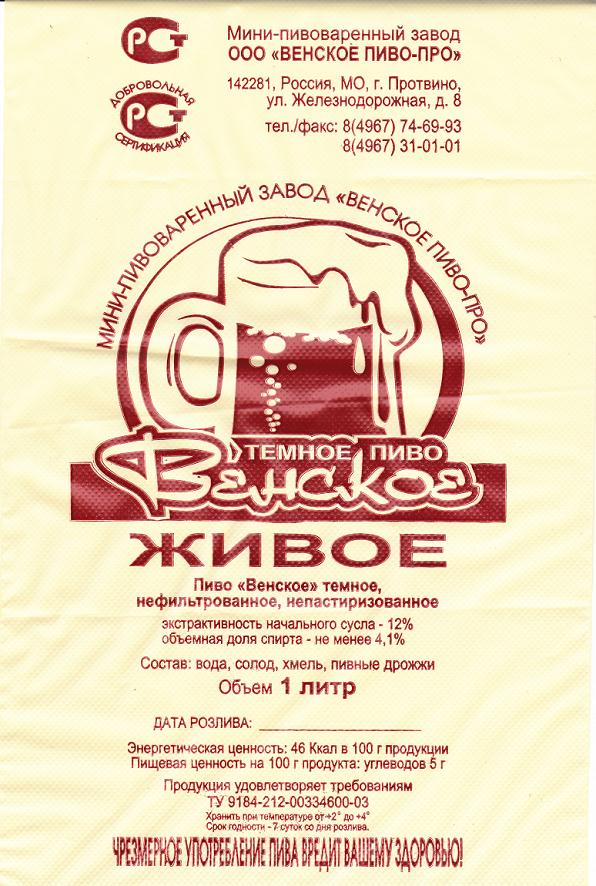 РСТ
Мини-пивоваренный завод
ООО «ВЕНСКОЕ ПИВО-ПРО»
142281, Россия, МО, г. Протвино,
ул. Железнодорожная, д. 8
тел./факс: 8(4967) 74-69-93
8(4967) 31-01-01
ДОБРОВОЛЬНАЯ
РСТ
СЕРТИФИКАЦИЯ
МИНИ-ПИВОВАРЕННЫЙ ЗАВОД «ВЕНСКОЕ ПИВО-ПРО»
ТЕМНОЕ ПИВО
ВЕНСКОЕ
ЖИВОЕ
Пиво «Венское» темное,
нефильтрованное, непастиризованное
экстрактивность начального сусла - 12%
объемная доля спирта - не менее 4,1%
Состав: вода, солод, хмель, пивные дрожжи
Объем 1 литр
ДАТА РОЗЛИВА:
Энергетическая ценность: 46 Ккал в 100 г продукции
Пищевая ценность на 100 г продукта: углеводов 5 г
Продукция удовлетворяет требованиям
ТУ 9184-212-00334600-03
Хранить при температуре от +2° до +4°
Срок годности - 7 суток со дня розлива.
ЧРЕЗМЕРНОЕ УПОТРЕБЛЕНИЕ ПИВА ВРЕДИТ ВАШЕМУ ЗДОРОВЬЮ!